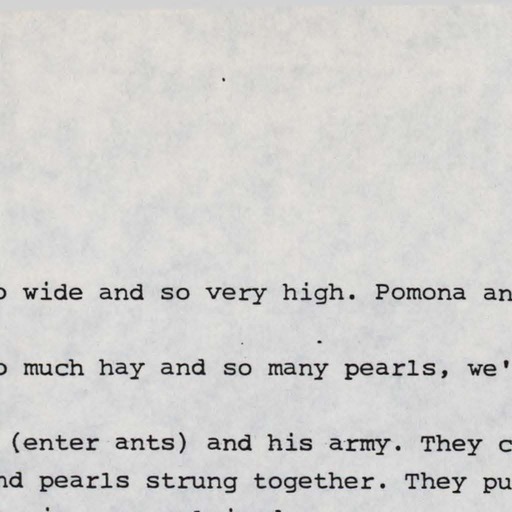 wide and so very high. Pomona an
much hay and so many pearls, we'
(enter ants) and his army. They c
nd pearls strung together. They pu